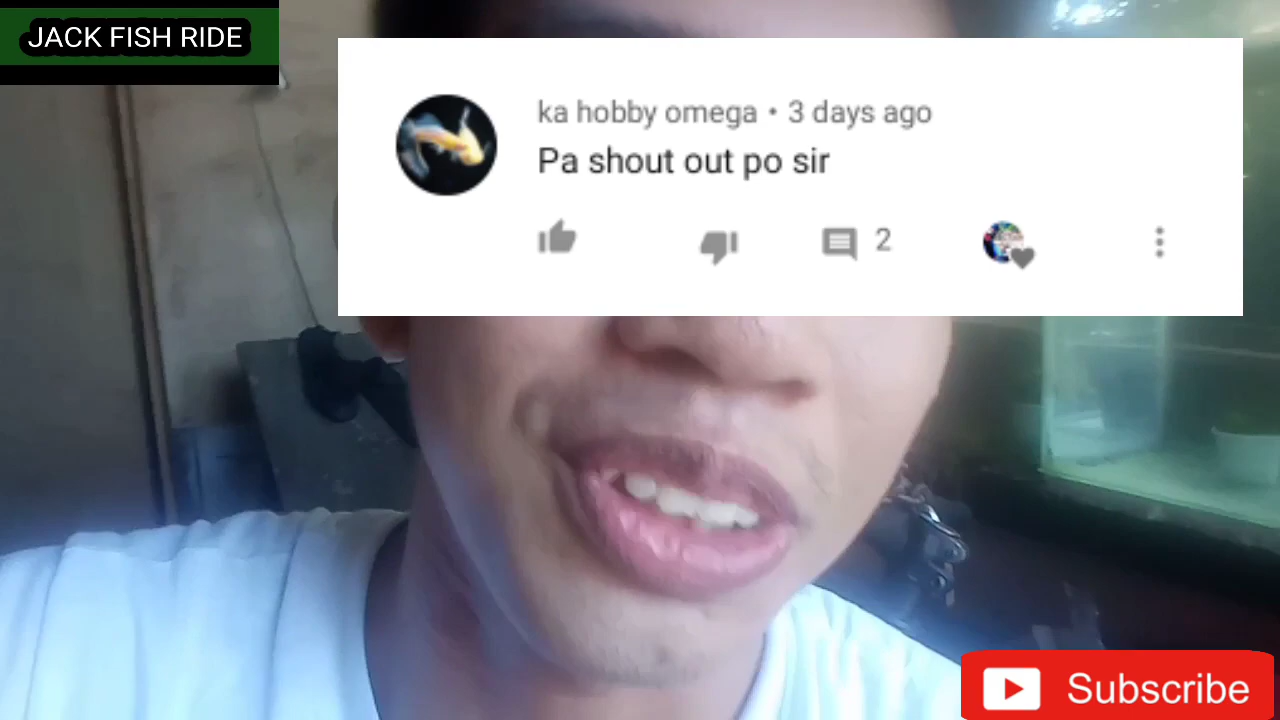 JACK FISH RIDE
ka hobby omega • 3 days ago
Pa shout out po sir
2
Subscribe